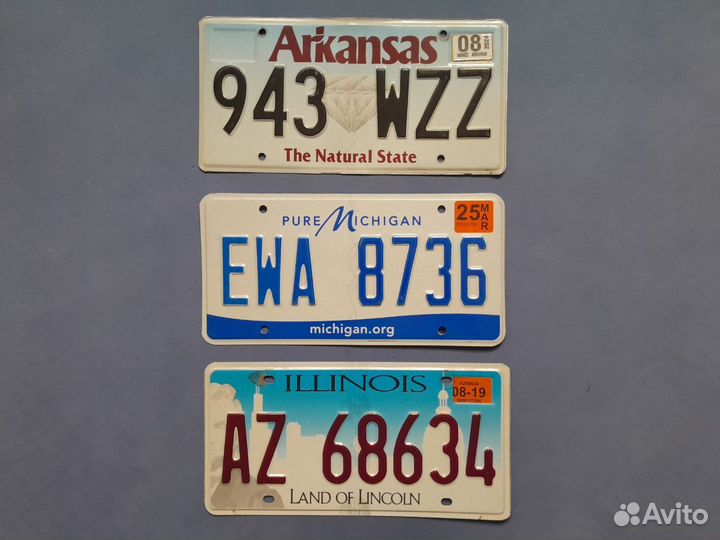 Arkansas
08
2024
943 WZZ
The Natural State
PURE MICHIGAN
25 MAR
EWA 8736
michigan.org
ILLINOIS
08-19
AZ 68634
LAND OF LINCOLN
Avito